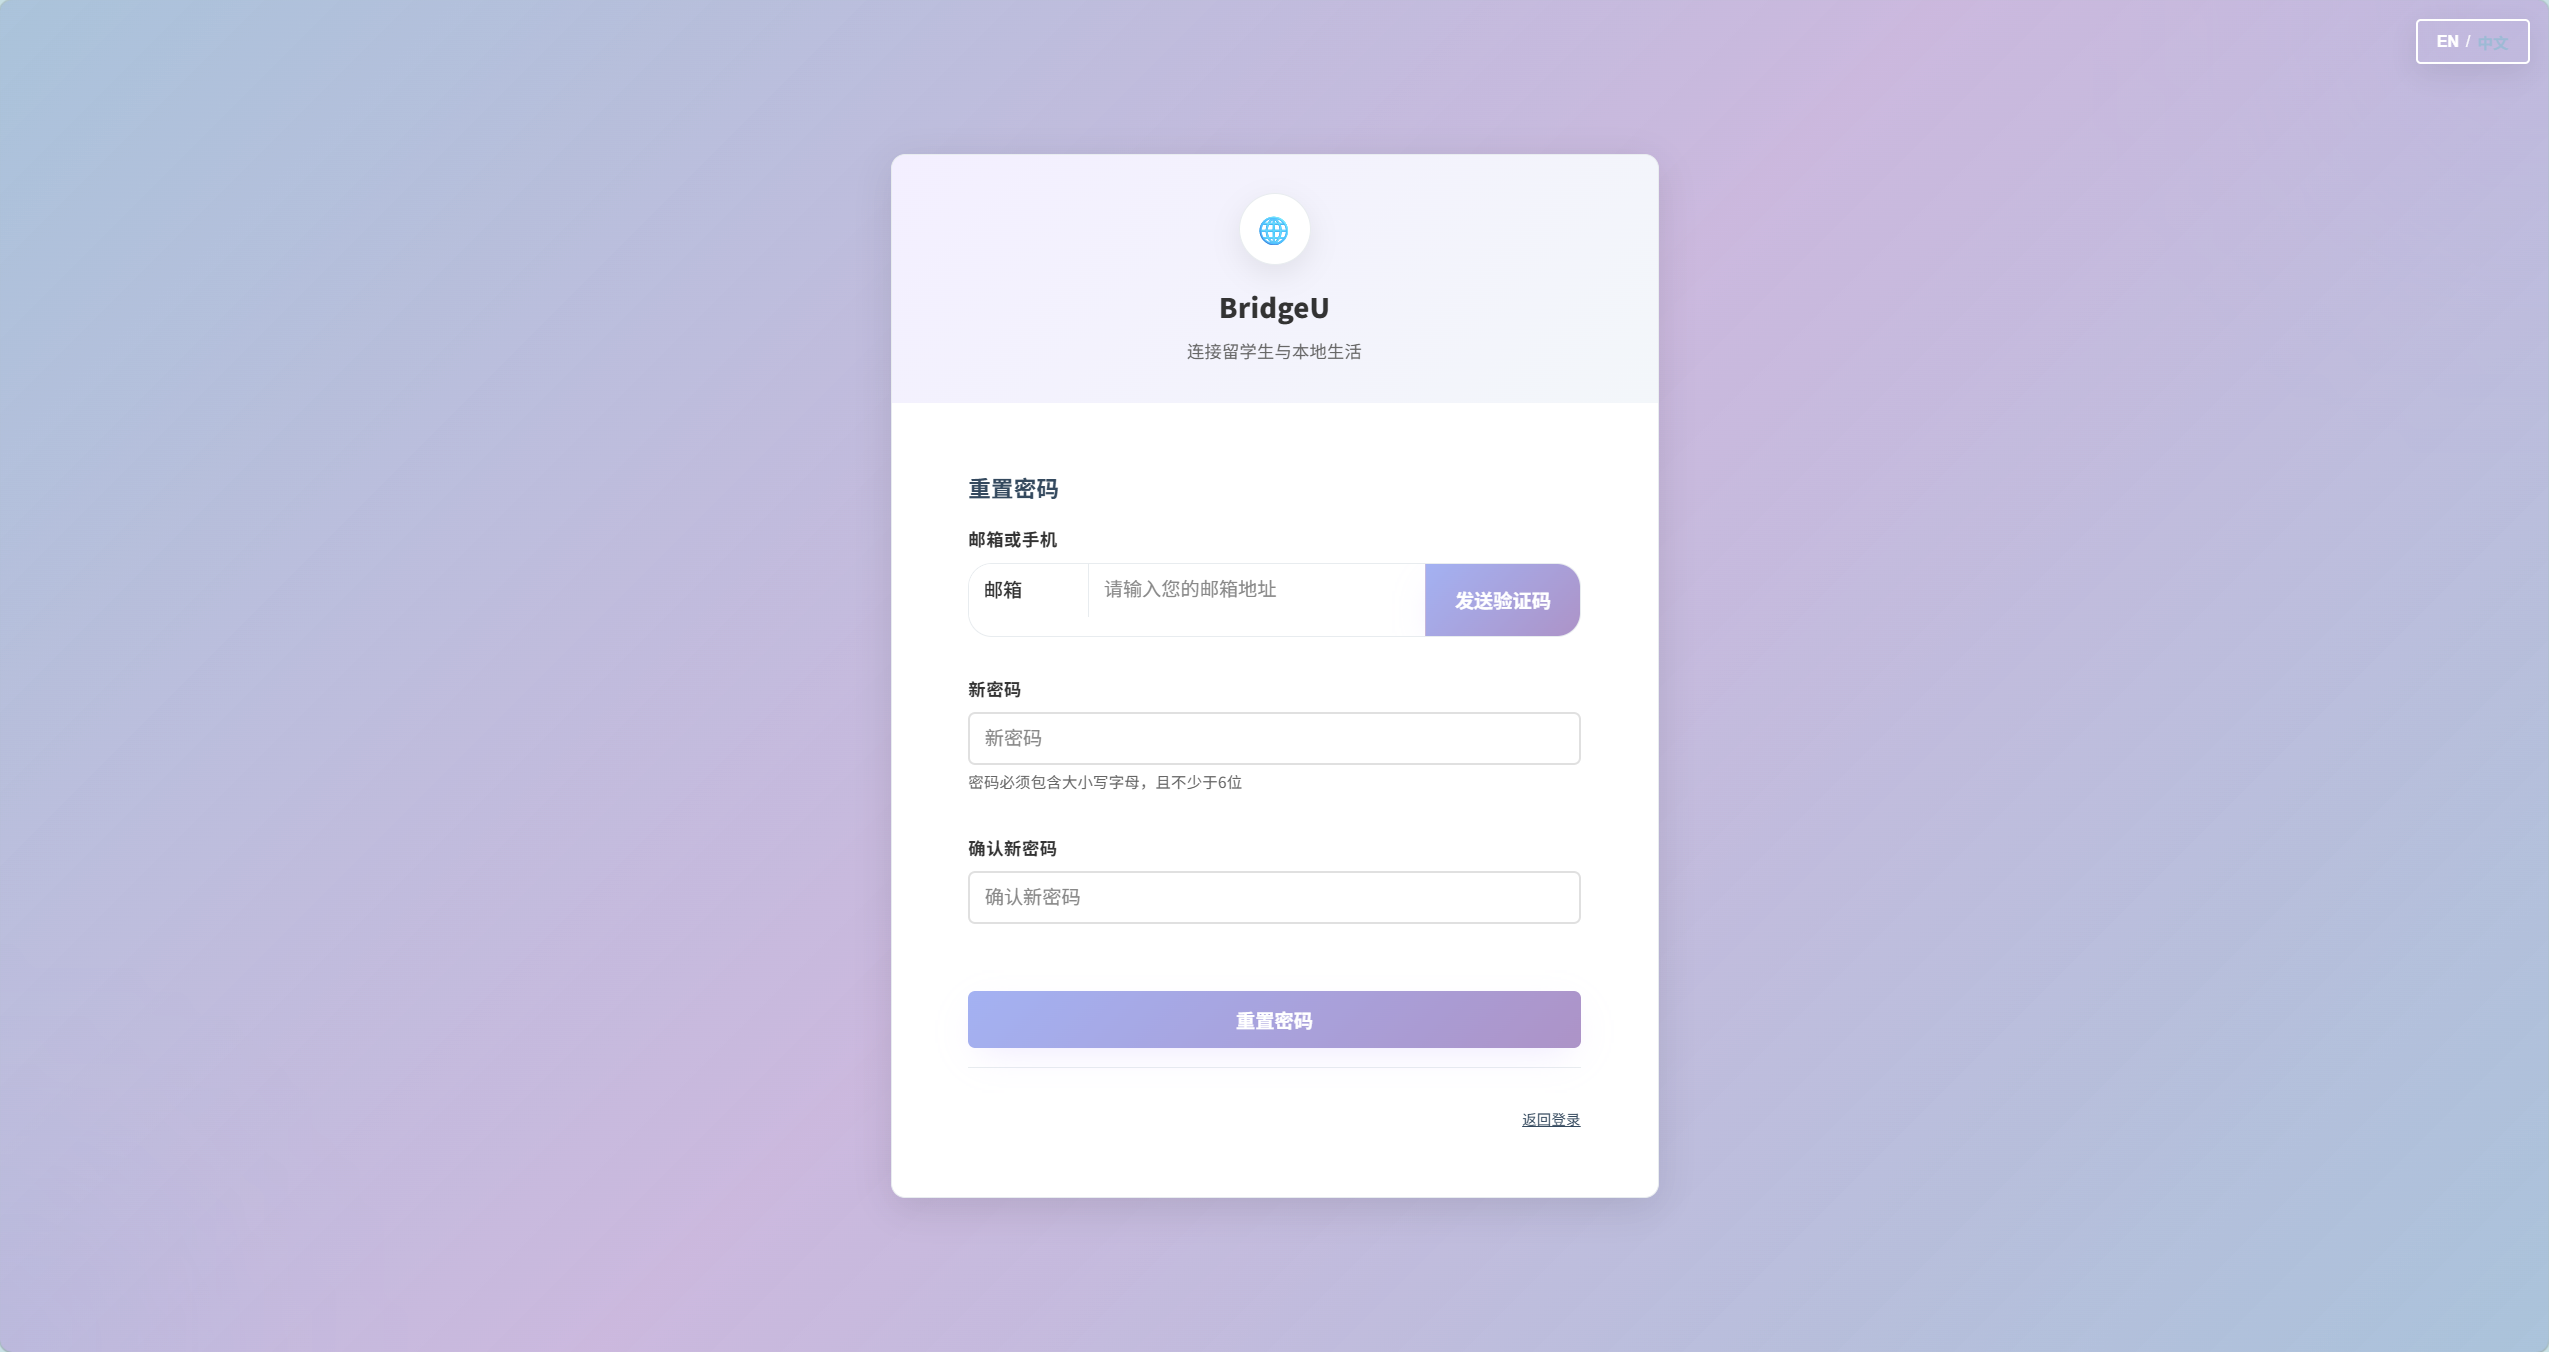 EN / 中文
BridgeU
连接留学生与本地生活
重置密码
邮箱或手机
邮箱
请输入您的邮箱地址
发送验证码
新密码
新密码
密码必须包含大小写字母，且不少于6位
确认新密码
确认新密码
重置密码
返回登录